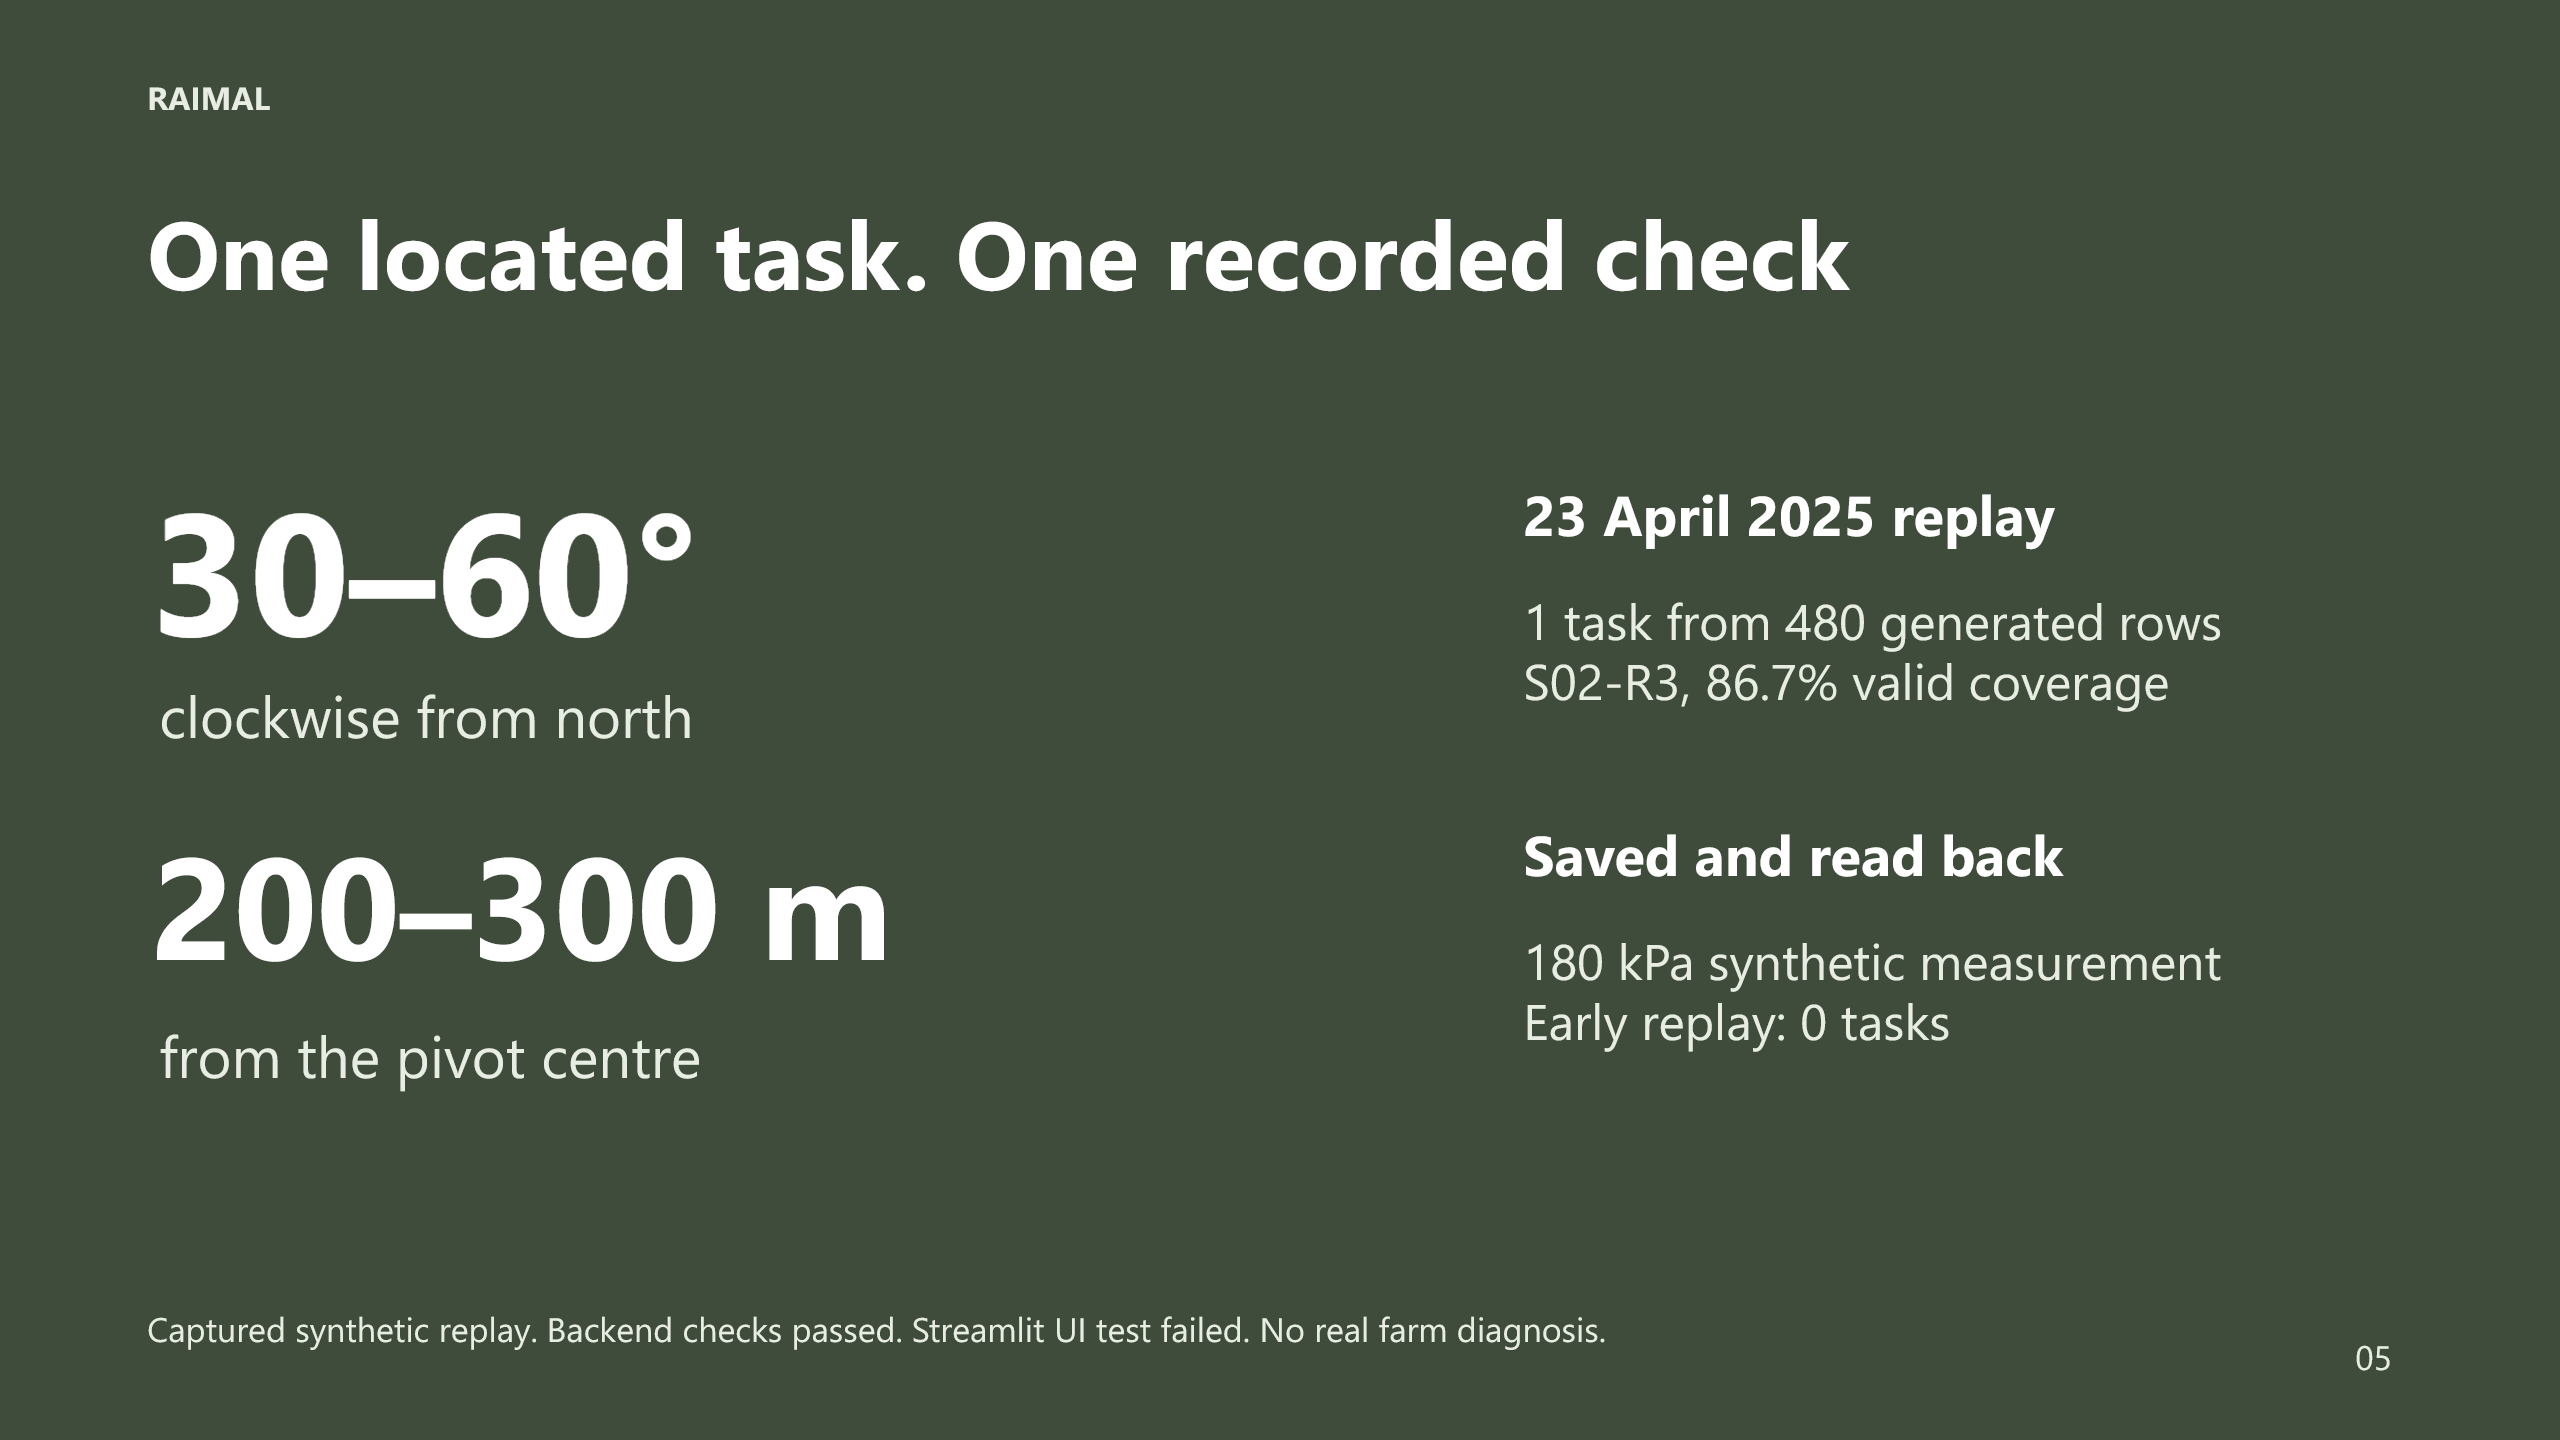 RAIMAL
One located task. One recorded check
30–60°
clockwise from north
200–300 m
from the pivot centre
23 April 2025 replay
1 task from 480 generated rows
S02-R3, 86.7% valid coverage
Saved and read back
180 kPa synthetic measurement
Early replay: 0 tasks
Captured synthetic replay. Backend checks passed. Streamlit UI test failed. No real farm diagnosis.
05